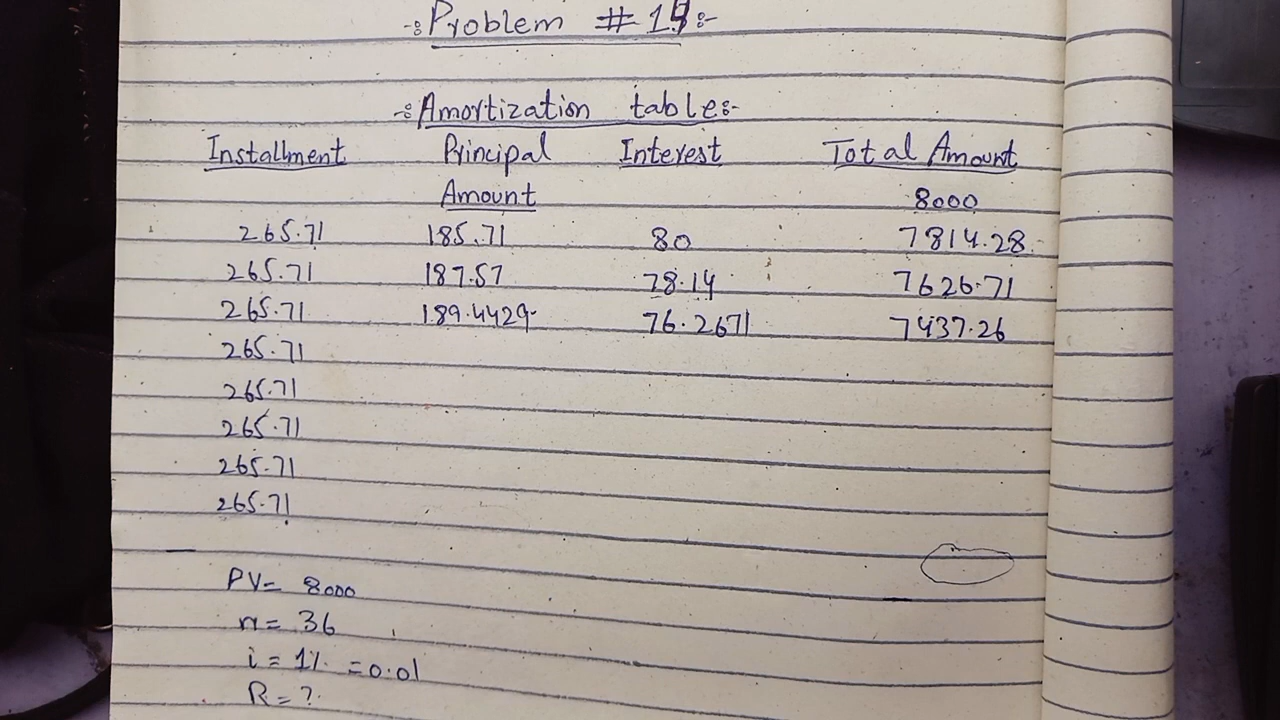 -:Problem #19:-
-:Amortization table:-
Installment Principal Interest Total Amount
Amount 8000
265.71 185.71 80 7814.28
265.71 187.57 78.14 7626.71
265.71 189.4429 76.2671 7437.26
265.71
265.71
265.71
265.71
265.71
PV= 8000
n= 36
i = 1% =0.01
R = ?